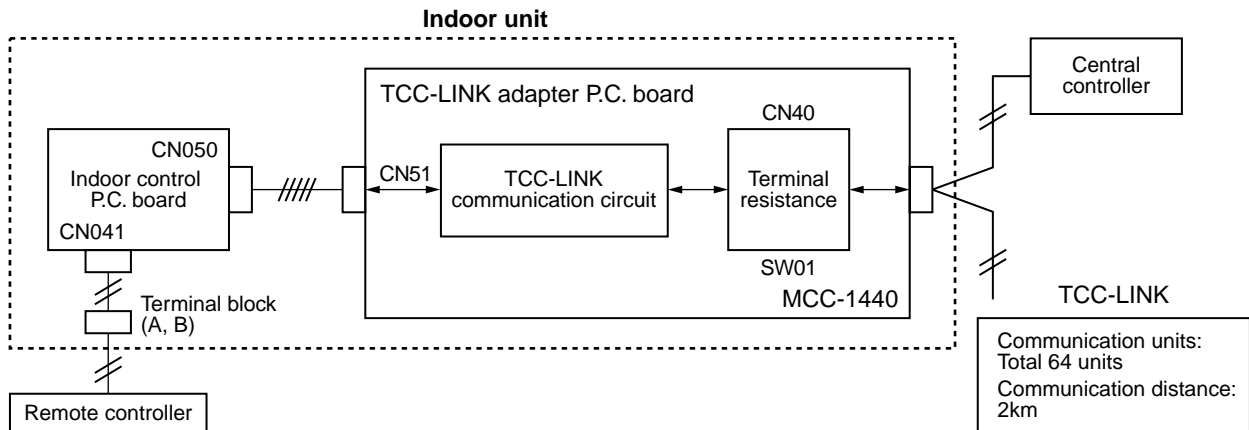 Indoor unit
Central
controller
TCC-LINK adapter P.C. board
CN050
Indoor control
P.C. board
CN041
CN51
TCC-LINK
communication circuit
CN40
Terminal
resistance
SW01
MCC-1440
Terminal block
(A, B)
Remote controller
TCC-LINK
Communication units:
Total 64 units
Communication distance:
2km